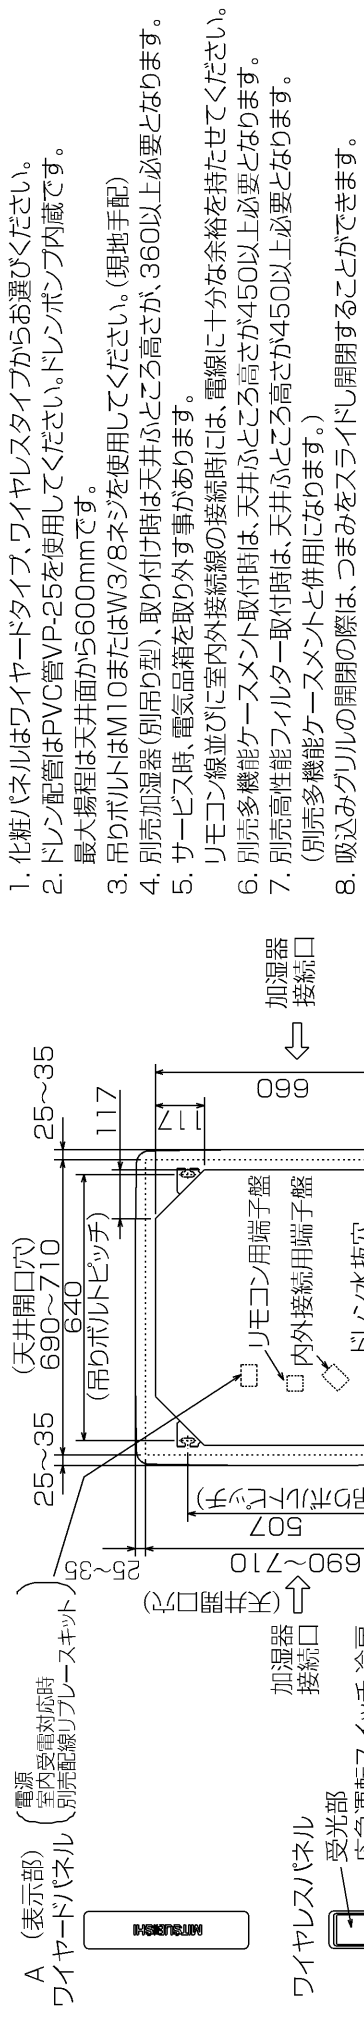 A (表示部)
ワイヤードパネル
電源
室内受電対応時
別売配線リプレースキット
MITSUBISHI
ワイヤレスパネル
受光部
(天井開口穴)
690〜710
25〜35
25〜35
640
(吊りボルトピッチ)
117
117
660
25〜35
507
690〜710
(天井開口穴)
加湿器
接続口
加湿器
接続口
リモコン用端子盤
内外接続用端子盤
1. 化粧パネルはワイヤードタイプ、ワイヤレスタイプからお選びください。
2. ドレン配管はPVC管VP-25を使用してください。ドレンポンプ内蔵です。
最大揚程は天井面から600mmです。
3. 吊りボルトはM10またはW3/8ネジを使用してください。(現地手配)
4. 別売加湿器(別吊り型)、取り付け時は天井ふところ高さが、360以上必要となります。
5. サービス時、電気品箱を取り外す事があります。
リモコン線並びに室内外接続線の接続時には、電線に十分な余裕を持たせてください。
6. 別売多機能ケースメント取付時は、天井ふところ高さが450以上必要となります。
7. 別売高性能フィルター取付時は、天井ふところ高さが450以上必要となります。
(別売多機能ケースメントと併用になります。)
8. 吸込みグリルの開閉の際は、つまみをスライドし開閉することができます。